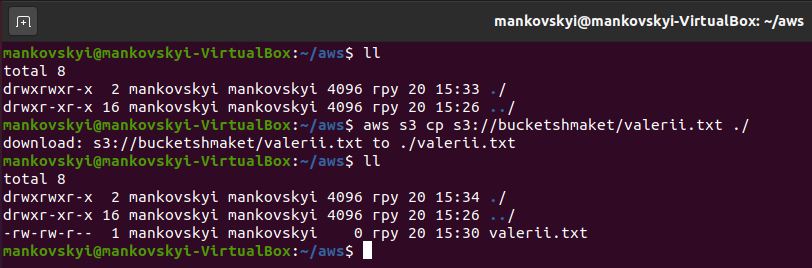 mankovskyi@mankovskyi-VirtualBox: ~/aws
mankovskyi@mankovskyi-VirtualBox:~/aws$ ll
total 8
drwxrwxr-x  2 mankovskyi mankovskyi 4096 гру 20 15:33 ./
drwxr-xr-x 16 mankovskyi mankovskyi 4096 гру 20 15:26 ../
mankovskyi@mankovskyi-VirtualBox:~/aws$ aws s3 cp s3://bucketshmaket/valerii.txt ./
download: s3://bucketshmaket/valerii.txt to ./valerii.txt
mankovskyi@mankovskyi-VirtualBox:~/aws$ ll
total 8
drwxrwxr-x  2 mankovskyi mankovskyi 4096 гру 20 15:34 ./
drwxr-xr-x 16 mankovskyi mankovskyi 4096 гру 20 15:26 ../
-rw-rw-r--  1 mankovskyi mankovskyi    0 гру 20 15:30 valerii.txt
mankovskyi@mankovskyi-VirtualBox:~/aws$